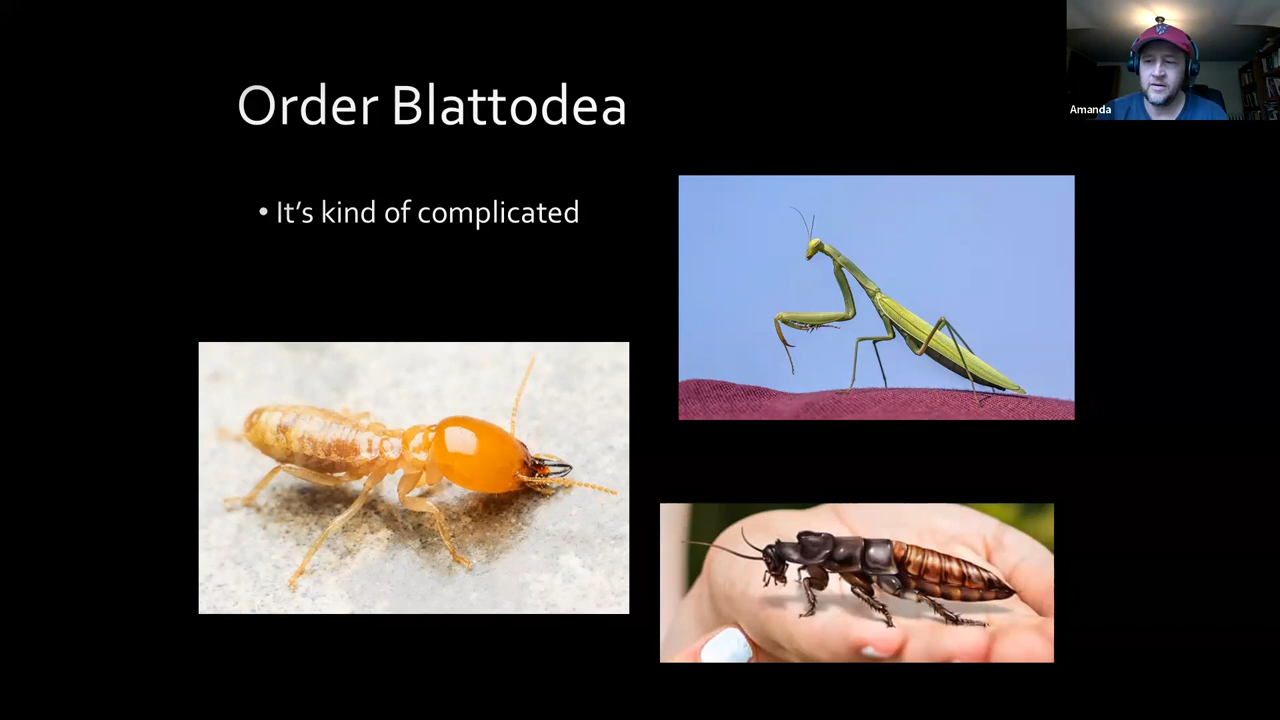 Order Blattodea
• It’s kind of complicated
Amanda